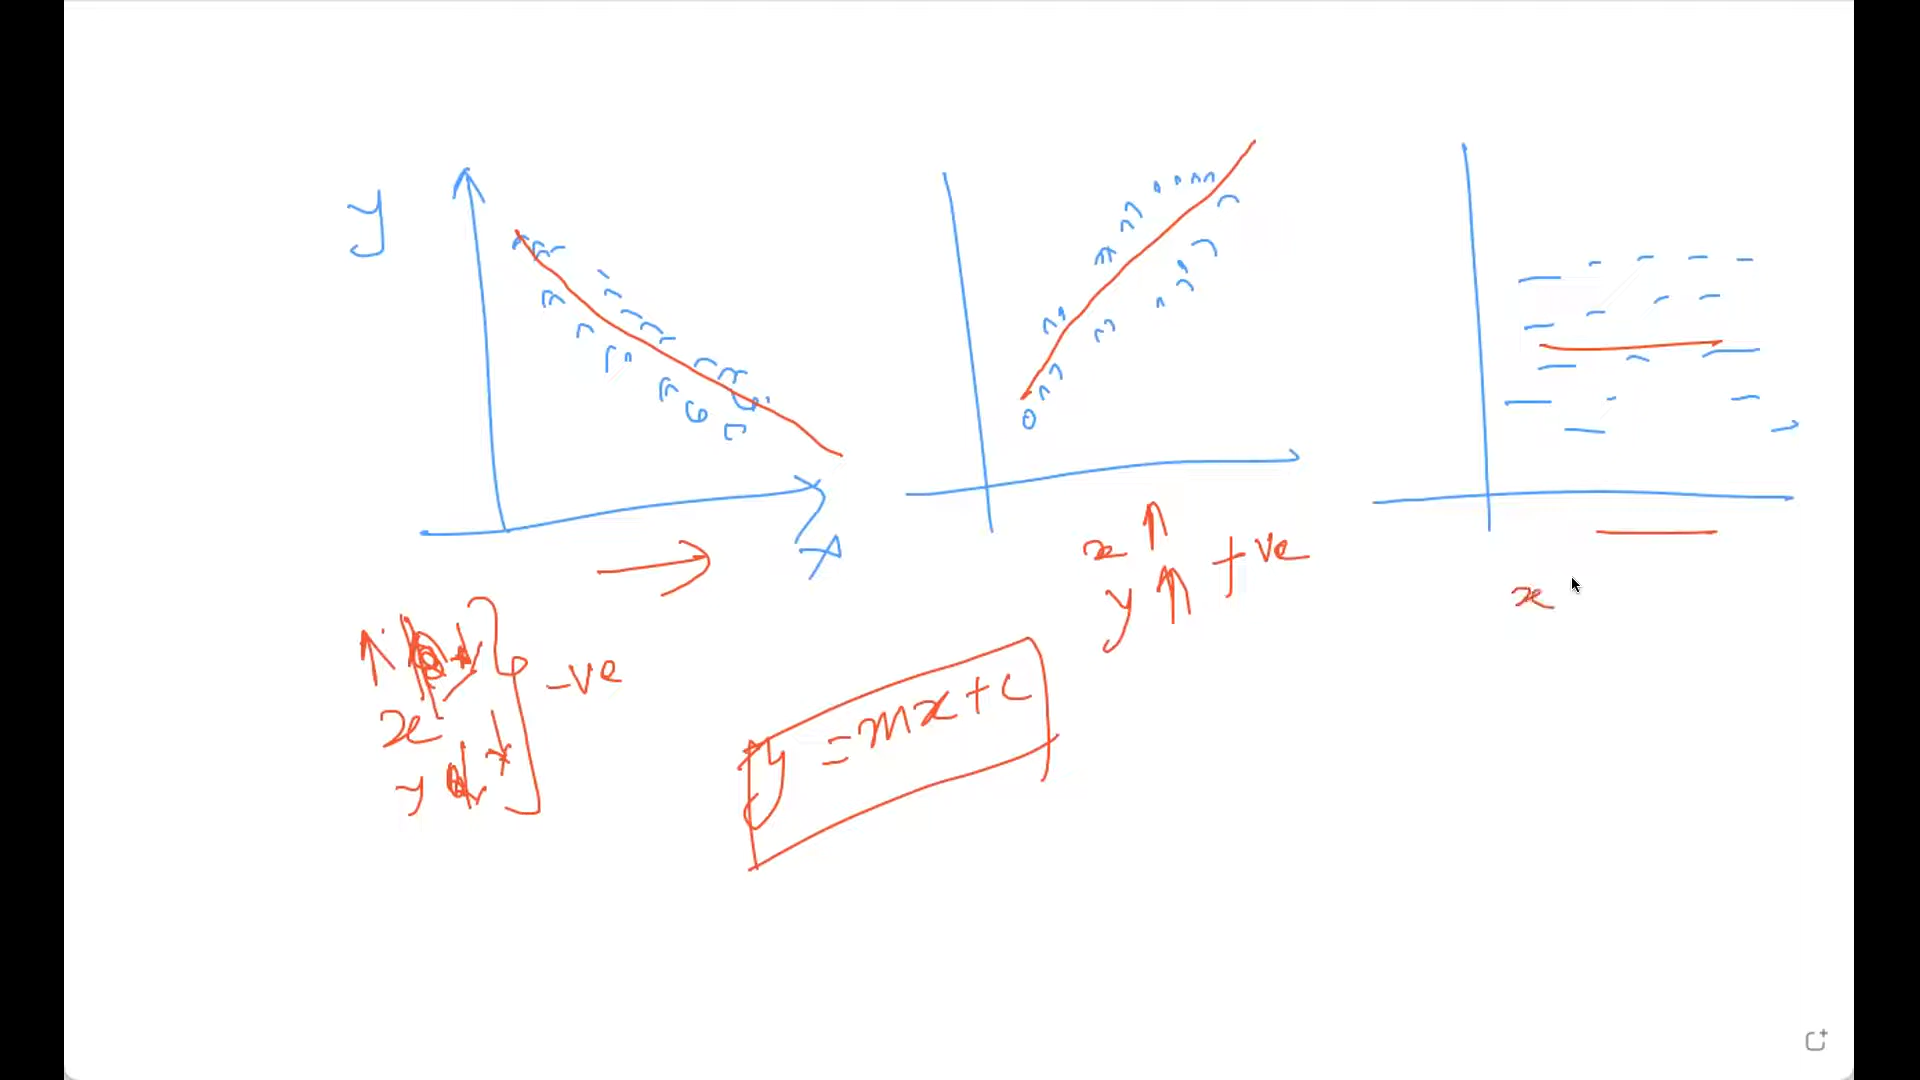 y
x
x ↑
y ↑ +ve
x
↑
x
-ve
y ↓
y = mx + c